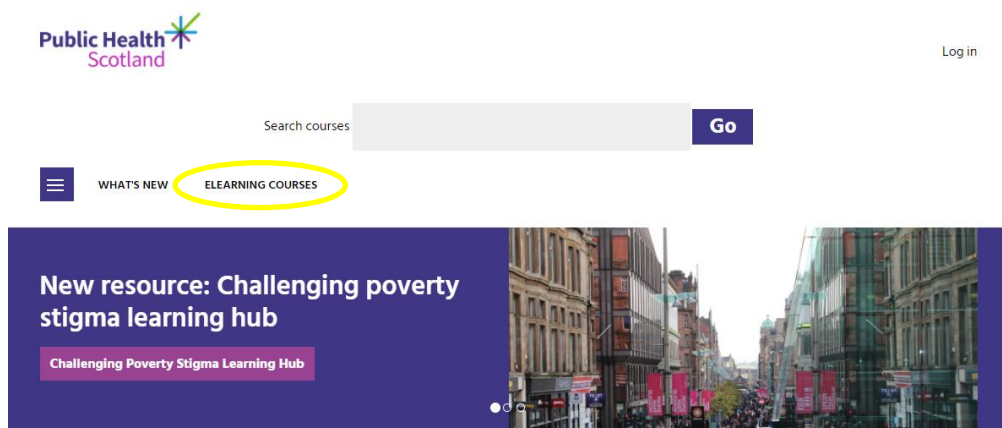 Public Health
Scotland
Log in
Search courses
Go
WHAT'S NEW
ELEARNING COURSES
New resource: Challenging poverty
stigma learning hub
Challenging Poverty Stigma Learning Hub